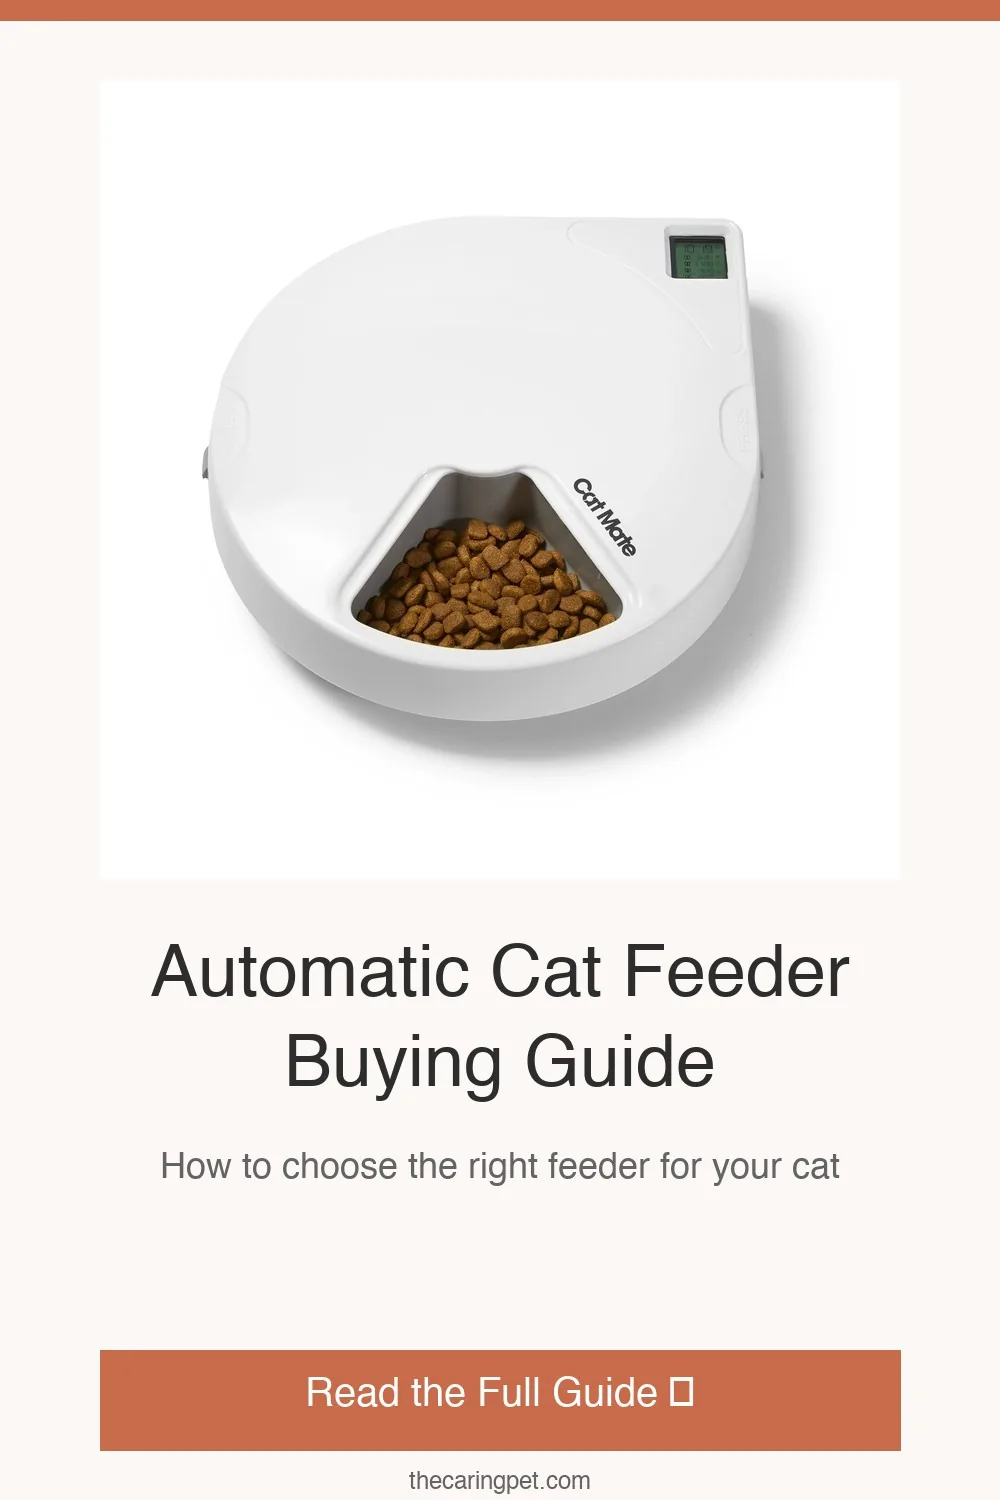 Cat Mate
Automatic Cat Feeder
Buying Guide
How to choose the right feeder for your cat
Read the Full Guide □
thecaringpet.com